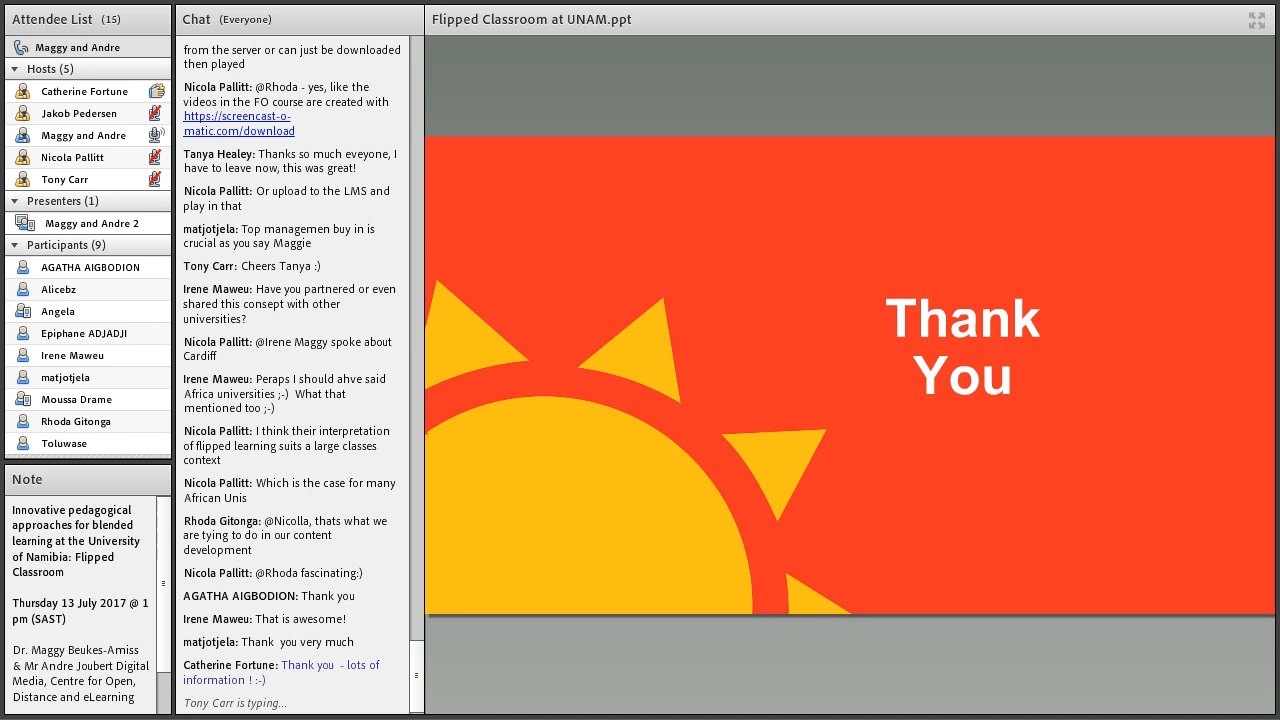 Attendee List (15)
Maggy and Andre
Hosts (5)
Catherine Fortune
Jakob Pedersen
Maggy and Andre
Nicola Pallitt
Tony Carr
Presenters (1)
Maggy and Andre 2
Participants (9)
AGATHA AIGBODION
Alicebz
Angela
Epiphane ADJADJI
Irene Maweu
matjotjela
Moussa Drame
Rhoda Gitonga
Toluwase
Note
Innovative pedagogical
approaches for blended
learning at the University
of Namibia: Flipped
Classroom
Thursday 13 July 2017 @ 1
pm (SAST)
Dr. Maggy Beukes-Amiss
& Mr Andre Joubert Digital
Media, Centre for Open,
Distance and eLearning
Chat (Everyone)
from the server or can just be downloaded
then played
Nicola Pallitt: @Rhoda - yes, like the
videos in the FO course are created with
https://screencast-o-
matic.com/download
Tanya Healey: Thanks so much eveyone, I
have to leave now, this was great!
Nicola Pallitt: Or upload to the LMS and
play in that
matjotjela: Top managemen buy in is
crucial as you say Maggie
Tony Carr: Cheers Tanya :)
Irene Maweu: Have you partnered or even
shared this consept with other
universities?
Nicola Pallitt: @Irene Maggy spoke about
Cardiff
Irene Maweu: Peraps I should ahve said
Africa universities ;-) What that
mentioned too ;-)
Nicola Pallitt: I think their interpretation
of flipped learning suits a large classes
context
Nicola Pallitt: Which is the case for many
African Unis
Rhoda Gitonga: @Nicolla, thats what we
are tying to do in our content
development
Nicola Pallitt: @Rhoda fascinating:)
AGATHA AIGBODION: Thank you
Irene Maweu: That is awesome!
matjotjela: Thank you very much
Catherine Fortune: Thank you - lots of
information ! :-)
Tony Carr is typing...
Flipped Classroom at UNAM.ppt
Thank
You